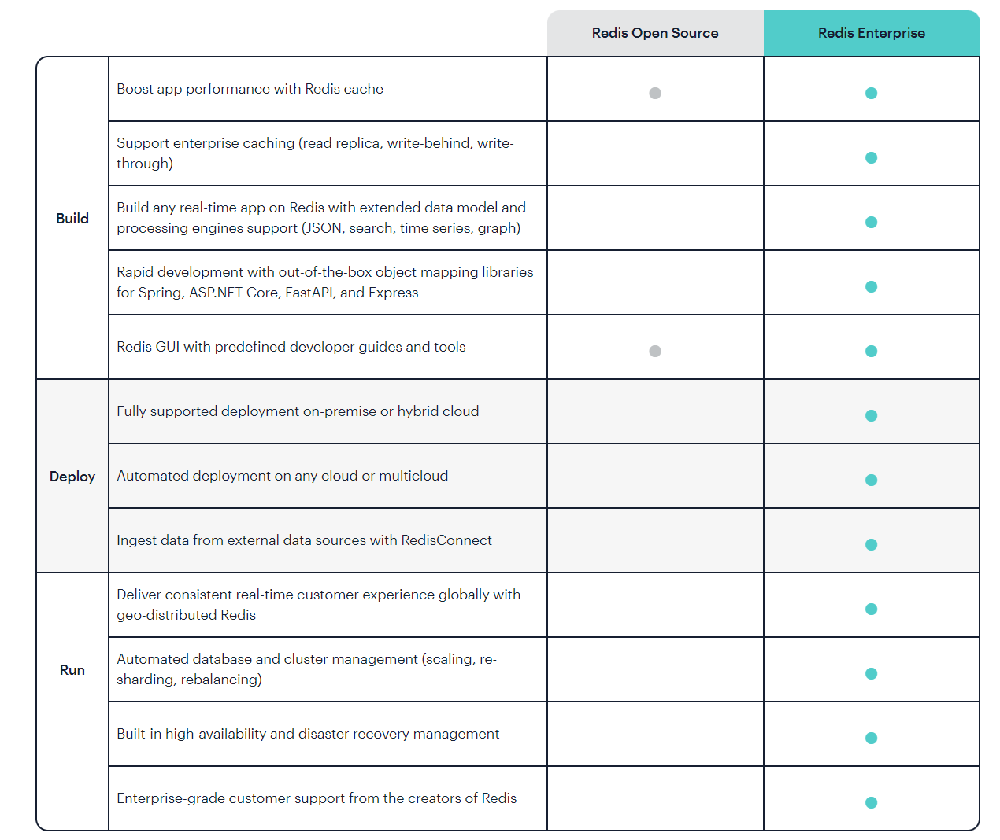 Redis Open Source
Redis Enterprise
Build
Boost app performance with Redis cache
Support enterprise caching (read replica, write-behind, write-
through)
Build any real-time app on Redis with extended data model and
processing engines support (JSON, search, time series, graph)
Rapid development with out-of-the-box object mapping libraries
for Spring, ASP.NET Core, FastAPI, and Express
Redis GUI with predefined developer guides and tools
Deploy
Fully supported deployment on-premise or hybrid cloud
Automated deployment on any cloud or multicloud
Ingest data from external data sources with RedisConnect
Run
Deliver consistent real-time customer experience globally with
geo-distributed Redis
Automated database and cluster management (scaling, re-
sharding, rebalancing)
Built-in high-availability and disaster recovery management
Enterprise-grade customer support from the creators of Redis